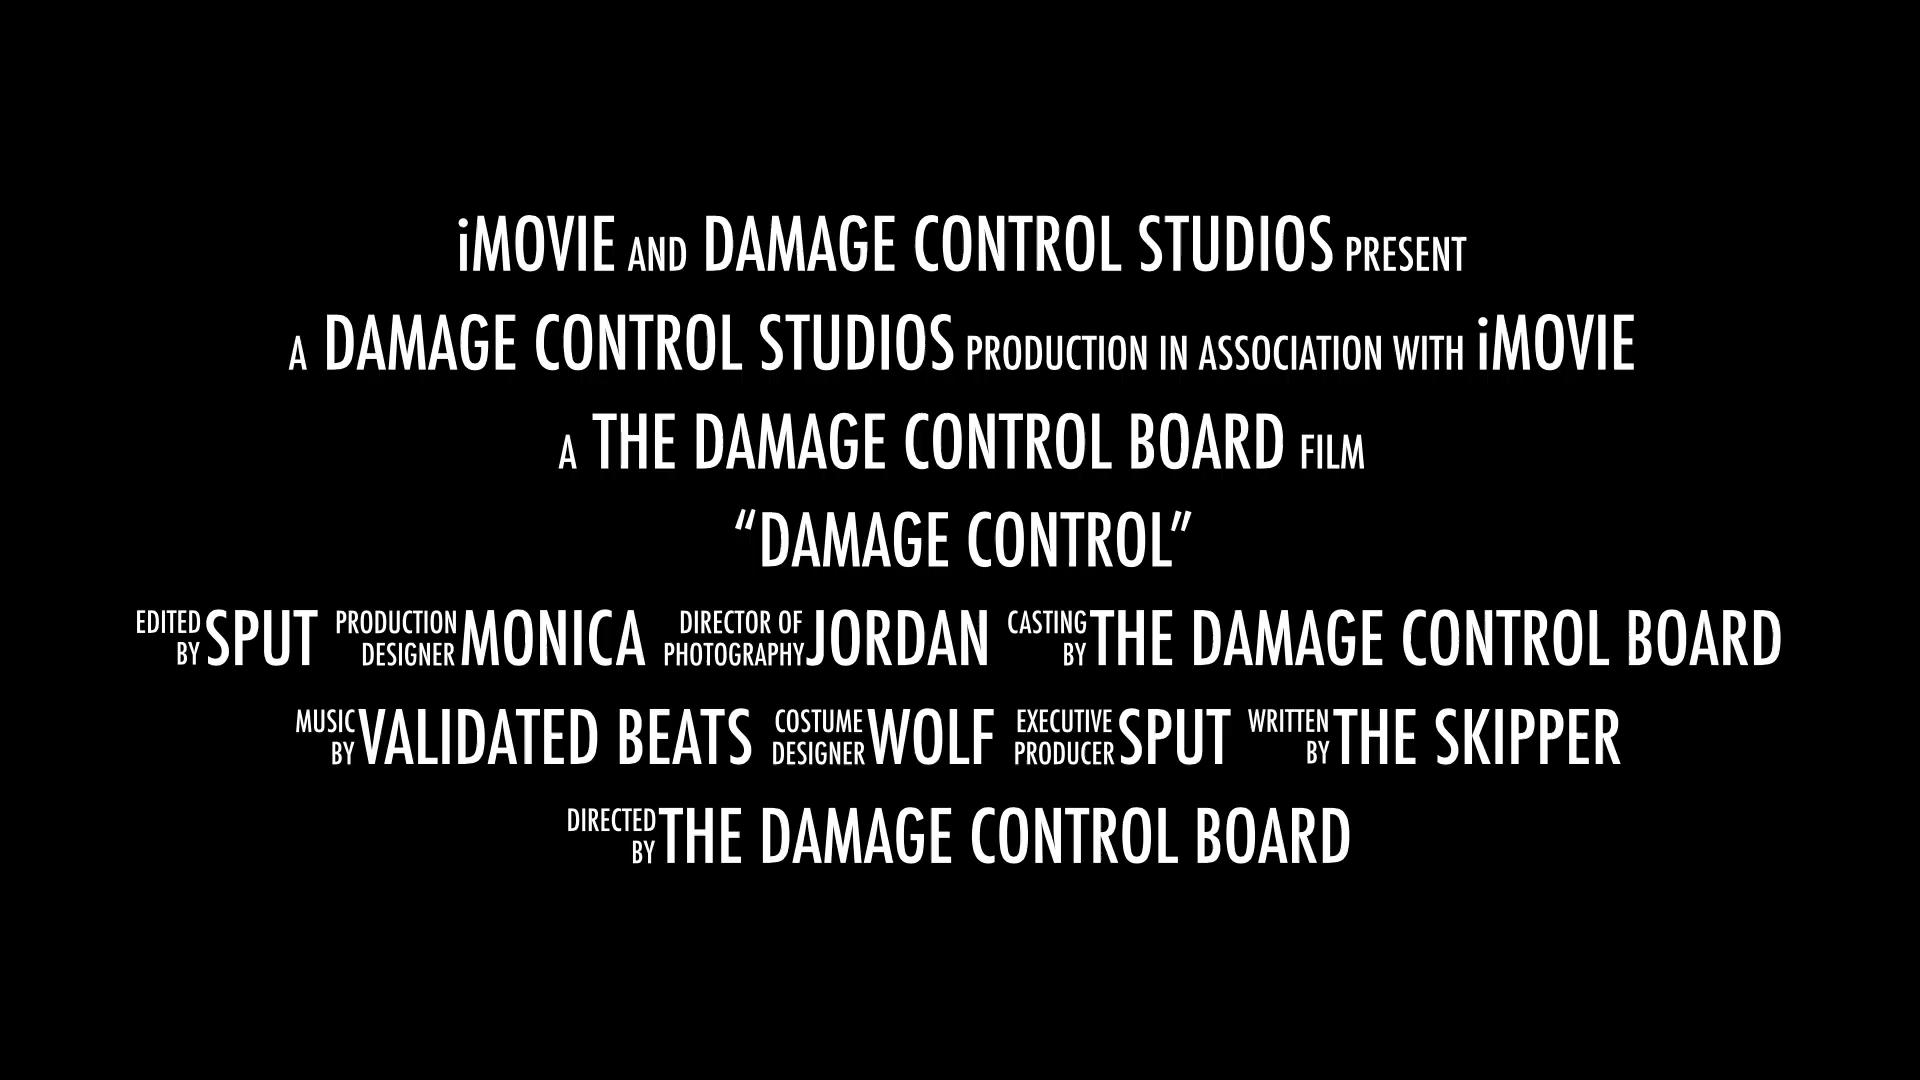 iMOVIE AND DAMAGE CONTROL STUDIOS PRESENT
A DAMAGE CONTROL STUDIOS PRODUCTION IN ASSOCIATION WITH iMOVIE
A THE DAMAGE CONTROL BOARD FILM
“DAMAGE CONTROL”
EDITED BY SPUT PRODUCTION DESIGNER MONICA DIRECTOR OF PHOTOGRAPHY JORDAN CASTING BY THE DAMAGE CONTROL BOARD
MUSIC BY VALIDATED BEATS COSTUME DESIGNER WOLF EXECUTIVE PRODUCER SPUT WRITTEN BY THE SKIPPER
DIRECTED BY THE DAMAGE CONTROL BOARD